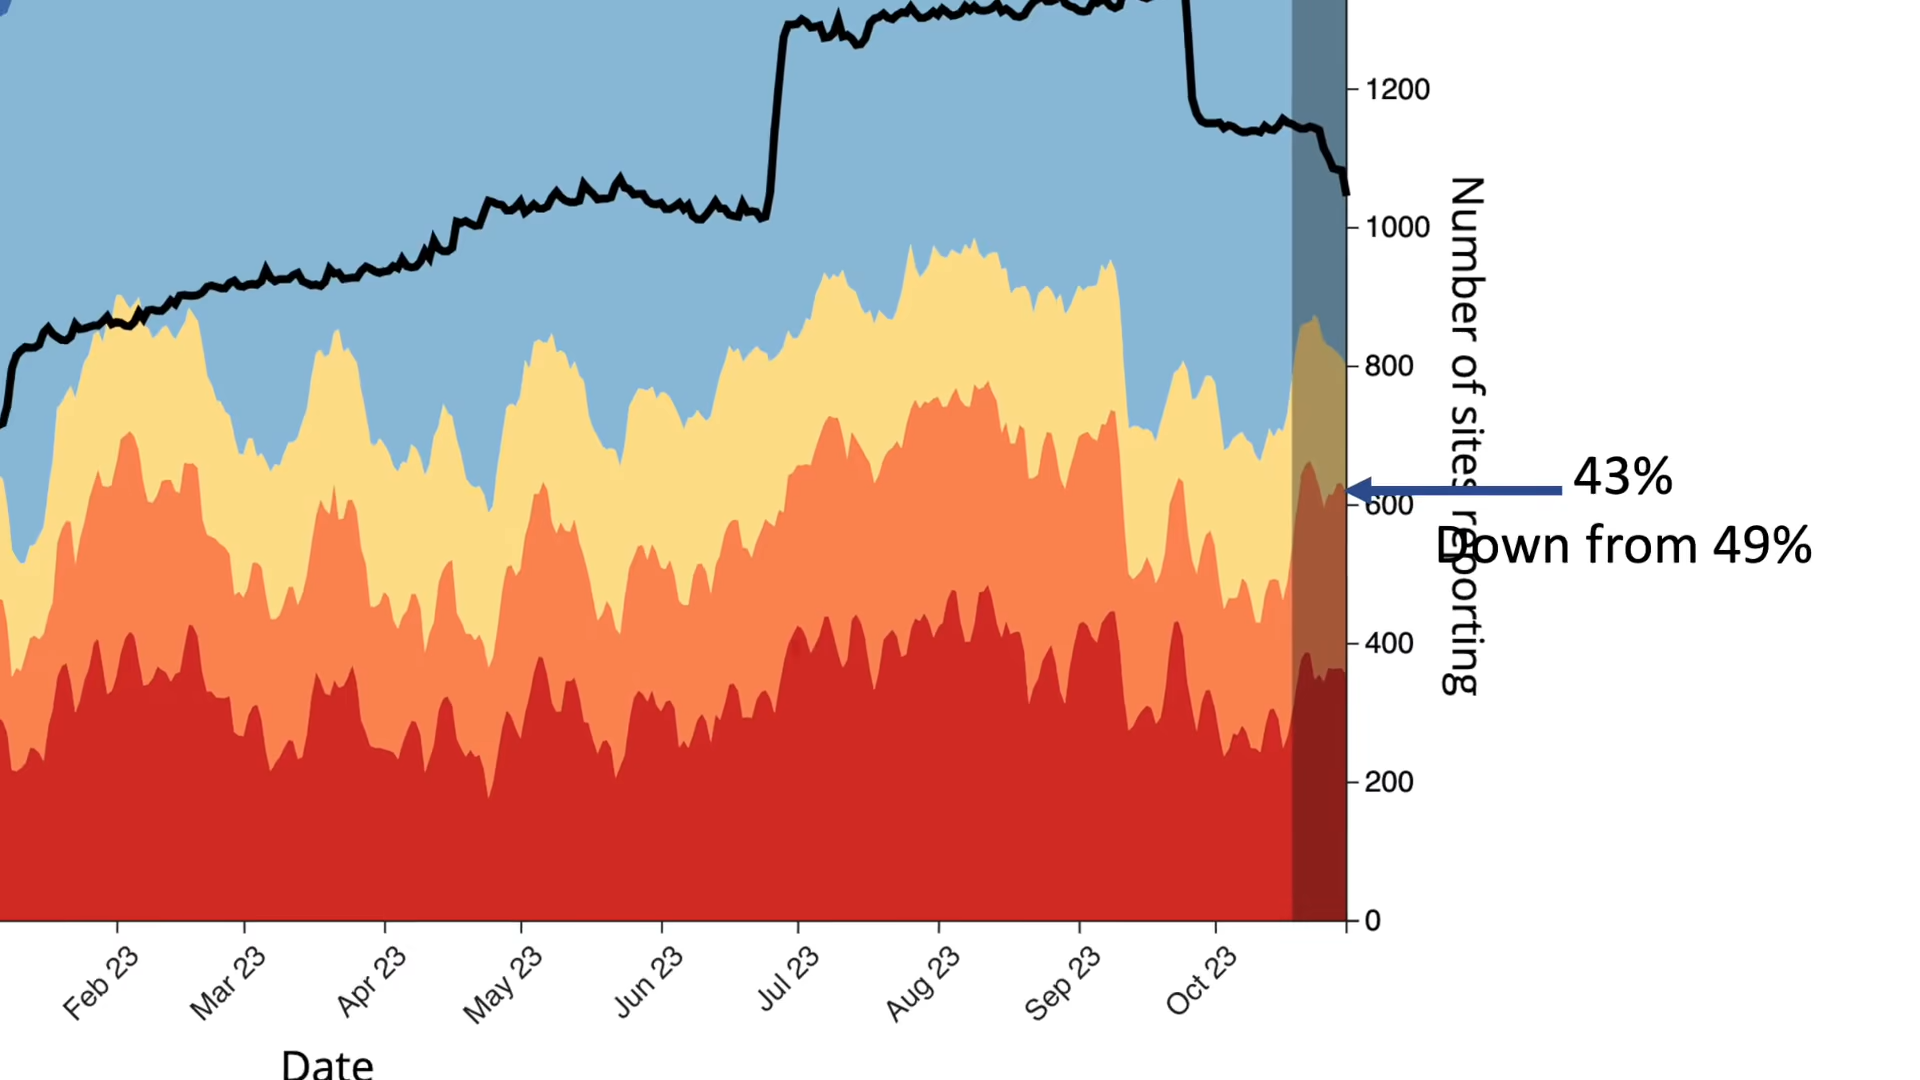 1200
1000
800
600
400
200
0
Number of sites reporting
43%
Down from 49%
Feb 23
Mar 23
Apr 23
May 23
Jun 23
Jul 23
Aug 23
Sep 23
Oct 23
Date